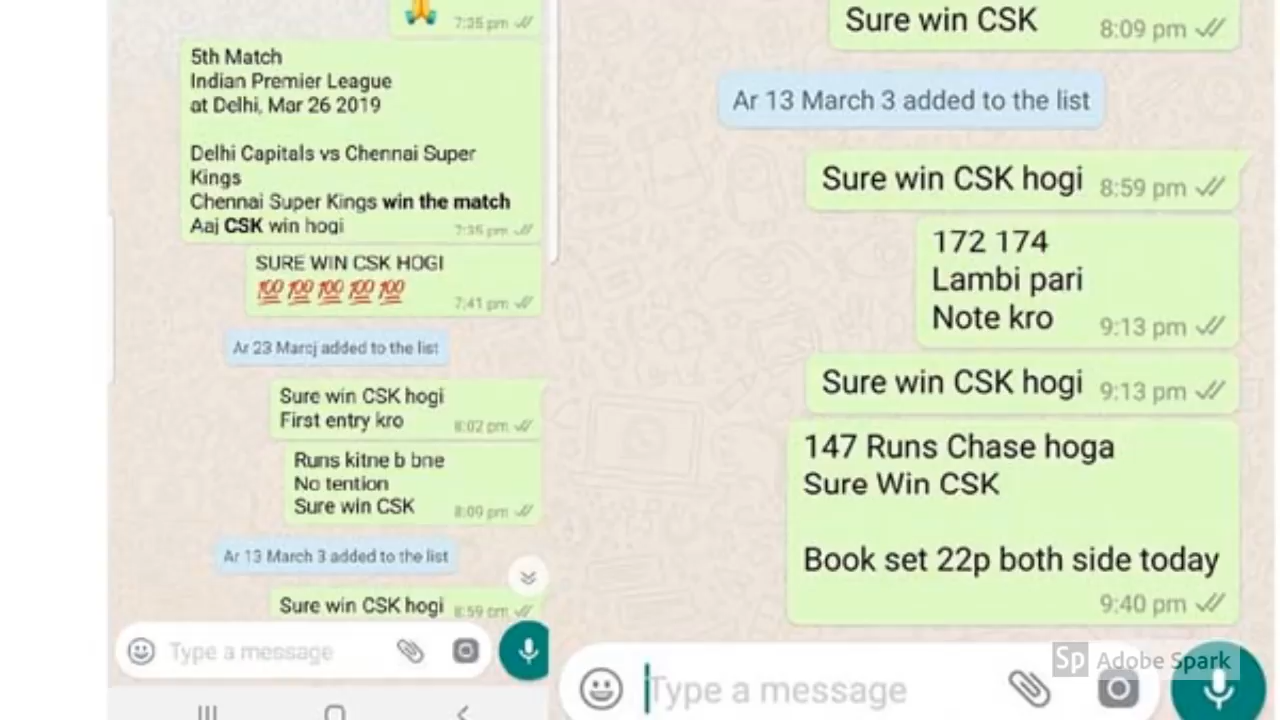 7:35 pm
5th Match
Indian Premier League
at Delhi, Mar 26 2019
Delhi Capitals vs Chennai Super
Kings
Chennai Super Kings win the match
Aaj CSK win hogi
7:35 pm
SURE WIN CSK HOGI
💯💯💯💯💯
7:41 pm
Ar 23 Marcj added to the list
Sure win CSK hogi
First entry kro
8:02 pm
Runs kitne b bne
No tention
Sure win CSK
8:09 pm
Ar 13 March 3 added to the list
Sure win CSK hogi
8:59 pm
Type a message
Sure win CSK
8:09 pm
Ar 13 March 3 added to the list
Sure win CSK hogi
8:59 pm
172 174
Lambi pari
Note kro
9:13 pm
Sure win CSK hogi
9:13 pm
147 Runs Chase hoga
Sure Win CSK
Book set 22p both side today
9:40 pm
Type a message
Sp Adobe Spark